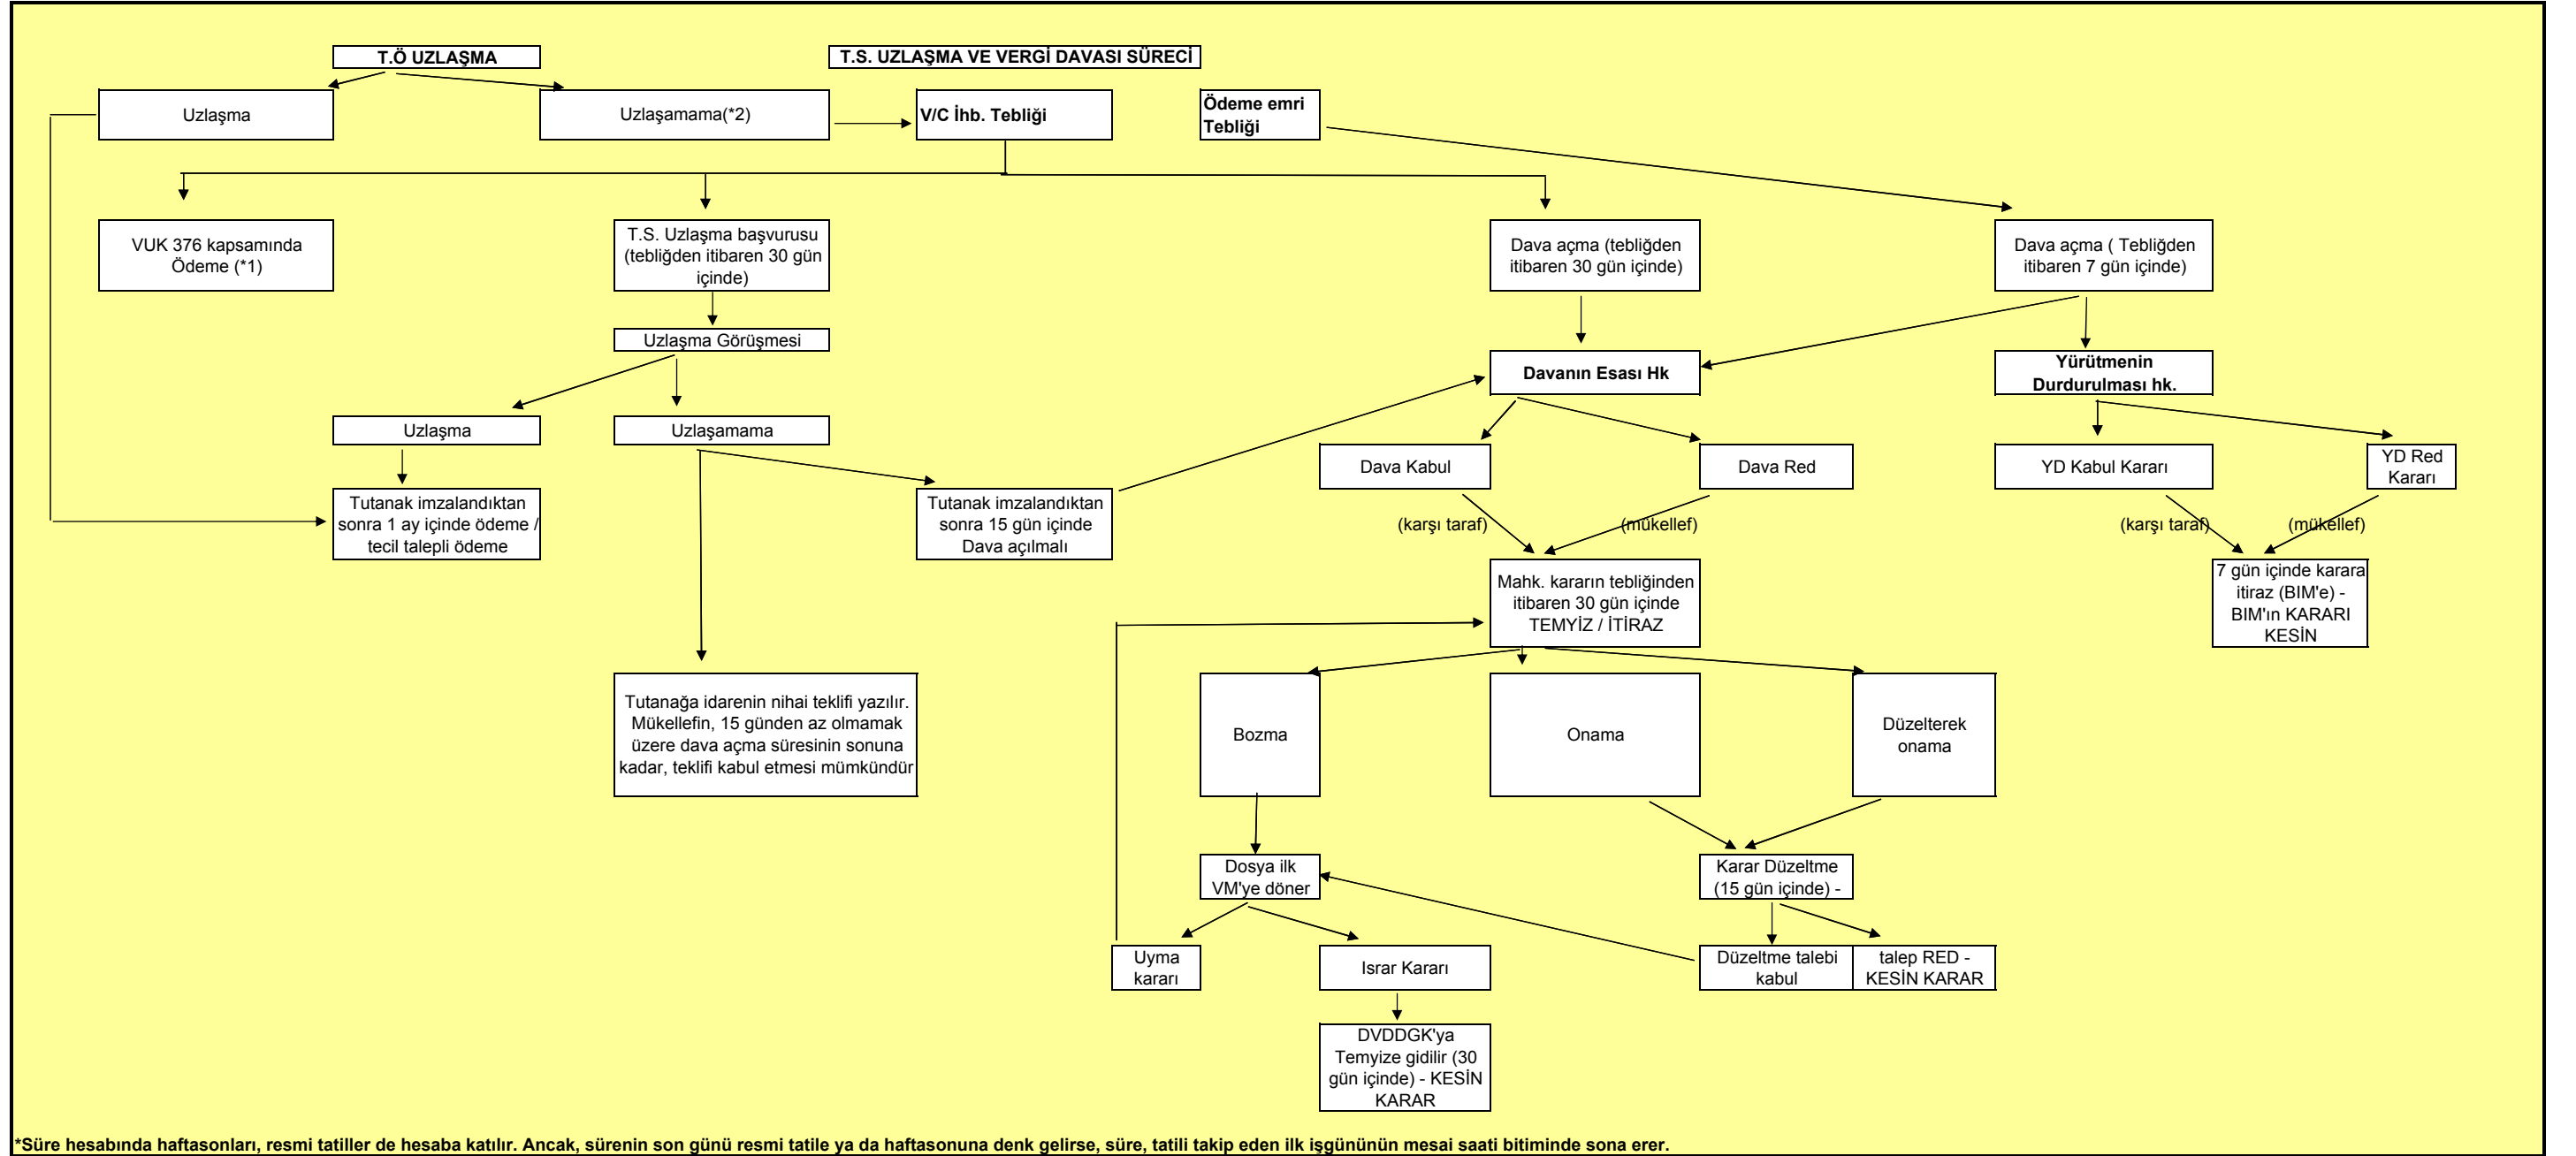 T.Ö UZLAŞMA
T.S. UZLAŞMA VE VERGİ DAVASI SÜRECİ
Uzlaşma
Uzlaşamama(*2)
V/C İhb. Tebliği
Ödeme emri
Tebliği
VUK 376 kapsamında
Ödeme (*1)
T.S. Uzlaşma başvurusu
(tebliğden itibaren 30 gün
içinde)
Dava açma (tebliğden
itibaren 30 gün içinde)
Dava açma ( Tebliğden
itibaren 7 gün içinde)
Uzlaşma Görüşmesi
Davanın Esası Hk
Yürütmenin
Durdurulması hk.
Uzlaşma
Uzlaşamama
Dava Kabul
Dava Red
YD Kabul Kararı
YD Red
Kararı
Tutanak imzalandıktan
sonra 1 ay içinde ödeme /
tecil talepli ödeme
Tutanak imzalandıktan
sonra 15 gün içinde
Dava açılmalı
(karşı taraf)
(mükellef)
(karşı taraf)
(mükellef)
Mahk. kararın tebliğinden
itibaren 30 gün içinde
TEMYİZ / İTİRAZ
7 gün içinde karara
itiraz (BIM'e) -
BIM'ın KARARI
KESİN
Tutanağa idarenin nihai teklifi yazılır.
Mükellefin, 15 günden az olmamak
üzere dava açma süresinin sonuna
kadar, teklifi kabul etmesi mümkündür
Bozma
Onama
Düzelterek
onama
Dosya ilk
VM'ye döner
Karar Düzeltme
(15 gün içinde) -
Uyma
kararı
Israr Kararı
Düzeltme talebi
kabul
talep RED -
KESİN KARAR
DVDDGK'ya
Temyize gidilir (30
gün içinde) - KESİN
KARAR
*Süre hesabında haftasonları, resmi tatiller de hesaba katılır. Ancak, sürenin son günü resmi tatile ya da haftasonuna denk gelirse, süre, tatili takip eden ilk işgününün mesai saati bitiminde sona erer.